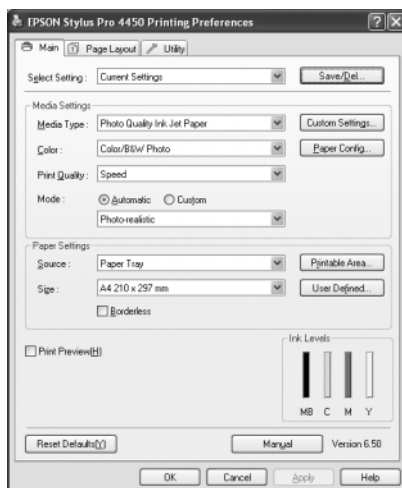 EPSON Stylus Pro 4450 Printing Preferences
Main Page Layout Utility
Select Setting : Current Settings Save/Del...
Media Settings
Media Type : Photo Quality Ink Jet Paper Custom Settings...
Color : Color/B&W Photo Paper Config...
Print Quality : Speed
Mode : Automatic Custom
Photo-realistic
Paper Settings
Source : Paper Tray Printable Area...
Size : A4 210 x 297 mm User Defined...
Borderless
Print Preview(H)
Ink Levels
MB C M Y
Reset Defaults(Y) Manual Version 6.50
OK Cancel Apply Help